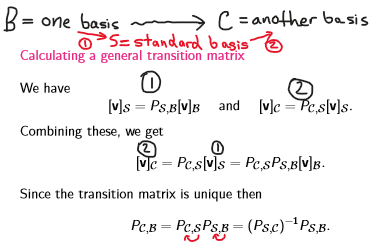 B = one basis → C = another basis
① S = standard basis ②
Calculating a general transition matrix
We have
① ②
[v]_S = P_{S,B}[v]_B and [v]_C = P_{C,S}[v]_S.
Combining these, we get
② ①
[v]_C = P_{C,S}[v]_S = P_{C,S}P_{S,B}[v]_B.
Since the transition matrix is unique then
P_{C,B} = P_{C,S}P_{S,B} = (P_{S,C})^{-1}P_{S,B}.